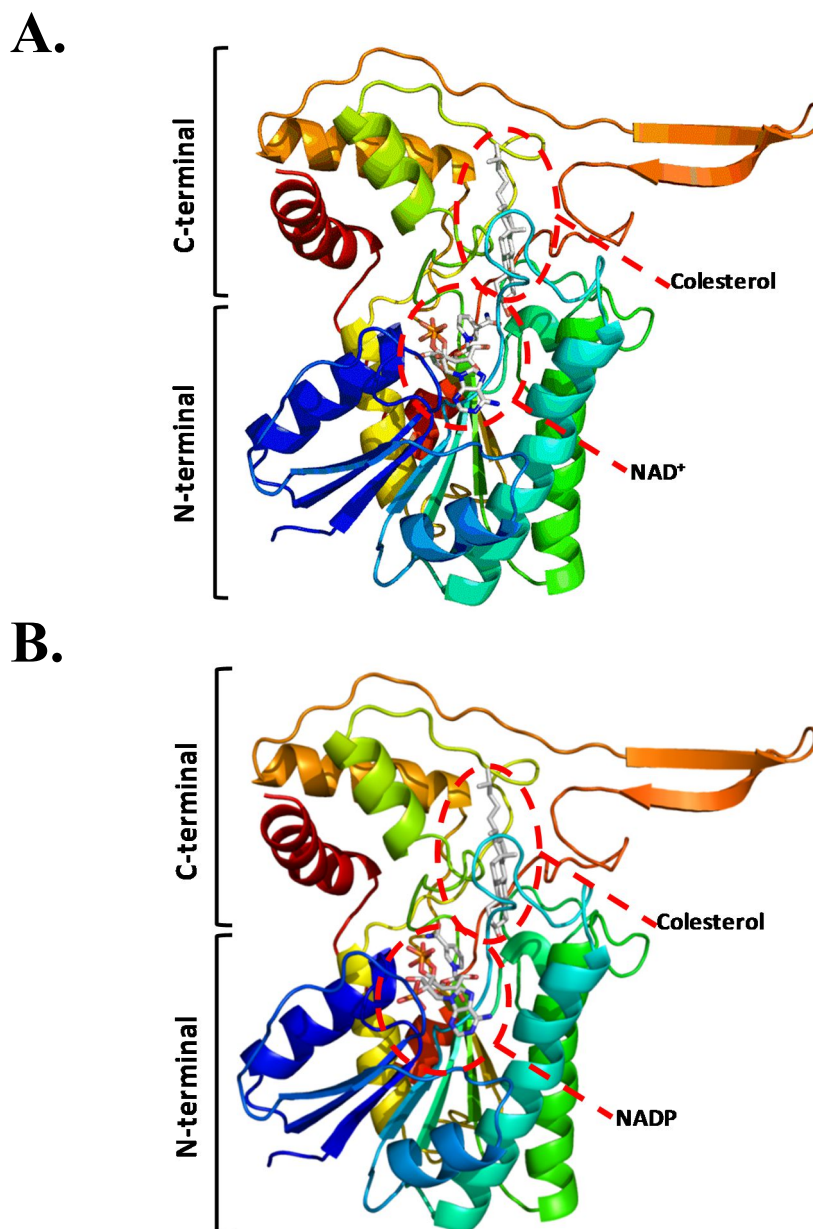 A.
C-terminal
Colesterol
N-terminal
NAD⁺
B.
C-terminal
Colesterol
N-terminal
NADP